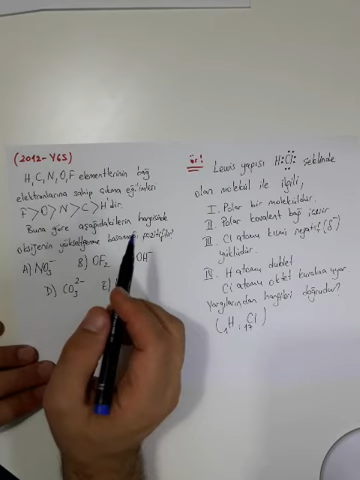 (2012-YGS)
H, C, N, O, F elementlerinin bağ
elektronlarına sahip çıkma eğilimleri
F>O>N>C>H'dir.
Buna göre aşağıdakilerin hangisinde
oksijenin yükseltgenme basamağı pozitiftir?
A) NO₃⁻ B) OF₂ OH⁻
D) CO₃²⁻ E)
ör: Lewis yapısı H:Cl: şeklinde
olan molekül ile ilgili,
I. Polar bir moleküldür.
II. Polar kovalent bağ içerir
III. Cl atomu kısmi negatif (δ⁻)
yüklüdür.
IV. H atomu dublet
Cl atomu oktet kuralına uyar
yargılarından hangileri doğrudur?
(₁H, ₁₇Cl)